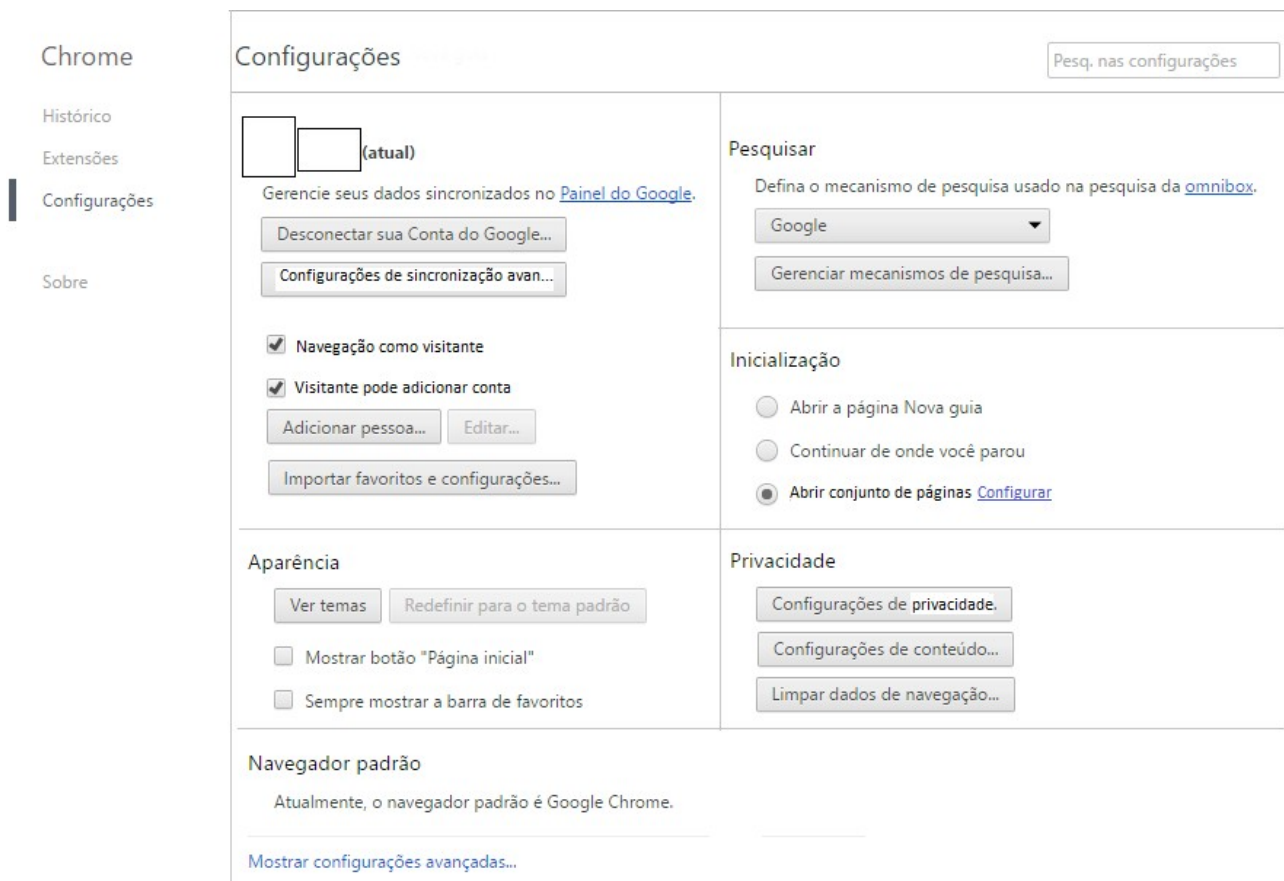 Chrome
Histórico
Extensões
Configurações
Sobre
Configurações
Pesq. nas configurações
(atual)
Gerencie seus dados sincronizados no Painel do Google.
Desconectar sua Conta do Google...
Configurações de sincronização avan...
Navegação como visitante
Visitante pode adicionar conta
Adicionar pessoa... Editar...
Importar favoritos e configurações...
Pesquisar
Defina o mecanismo de pesquisa usado na pesquisa da omnibox.
Google
Gerenciar mecanismos de pesquisa...
Inicialização
Abrir a página Nova guia
Continuar de onde você parou
Abrir conjunto de páginas Configurar
Aparência
Ver temas Redefinir para o tema padrão
Mostrar botão "Página inicial"
Sempre mostrar a barra de favoritos
Privacidade
Configurações de privacidade.
Configurações de conteúdo...
Limpar dados de navegação...
Navegador padrão
Atualmente, o navegador padrão é Google Chrome.
Mostrar configurações avançadas...